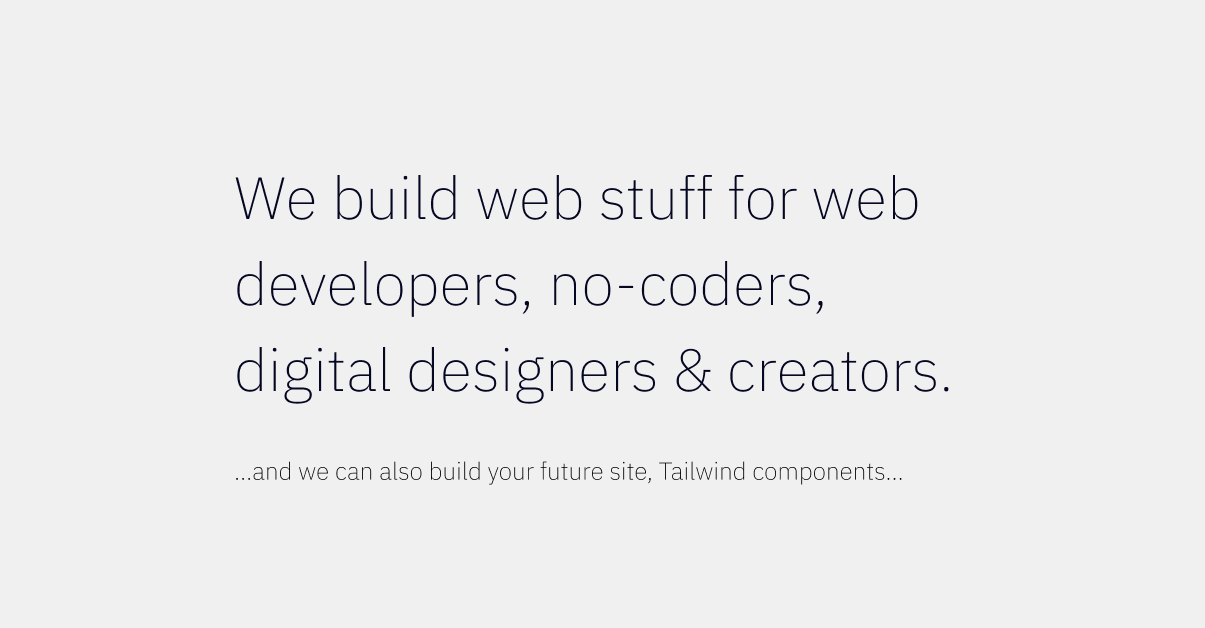 We build web stuff for web
developers, no-coders,
digital designers & creators.
...and we can also build your future site, Tailwind components...